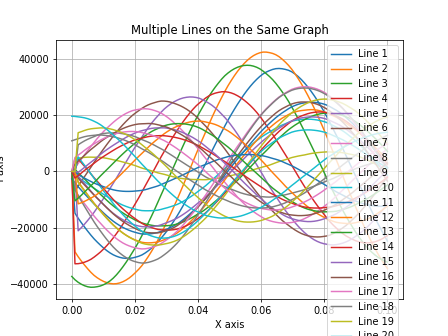 Multiple Lines on the Same Graph
40000
20000
0
−20000
−40000
0.00
0.02
0.04
0.06
0.08
X axis
Line 1
Line 2
Line 3
Line 4
Line 5
Line 6
Line 7
Line 8
Line 9
Line 10
Line 11
Line 12
Line 13
Line 14
Line 15
Line 16
Line 17
Line 18
Line 19
Line 20